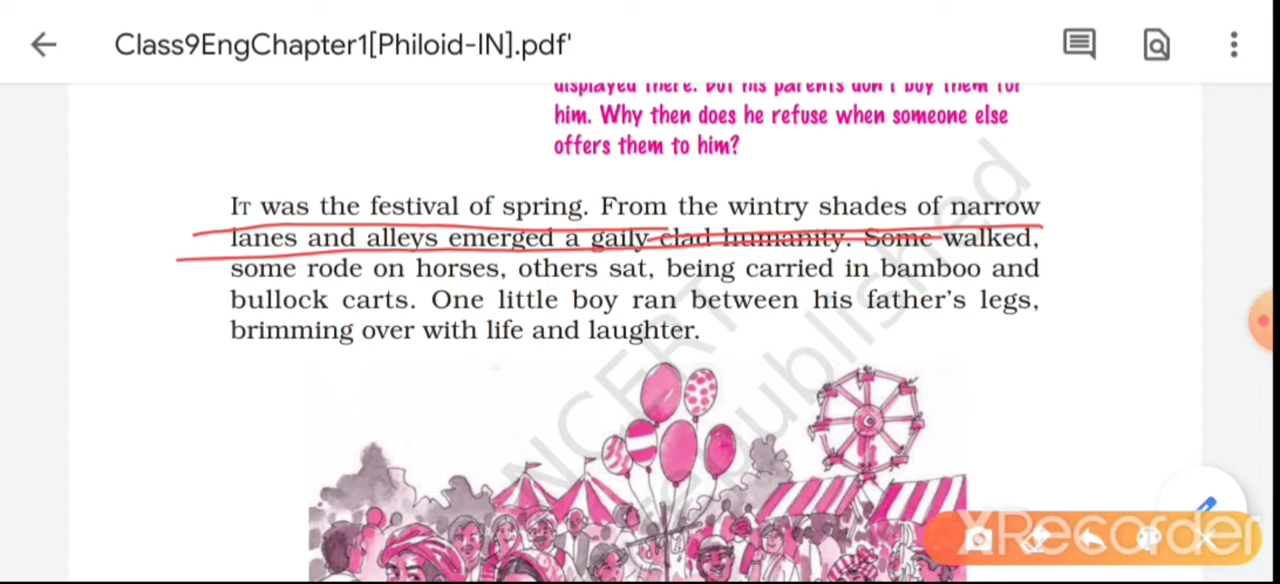 Class9EngChapter1[Philoid-IN].pdf'
displayed there. But his parents don't buy them for
him. Why then does he refuse when someone else
offers them to him?
IT was the festival of spring. From the wintry shades of narrow
lanes and alleys emerged a gaily clad humanity. Some walked,
some rode on horses, others sat, being carried in bamboo and
bullock carts. One little boy ran between his father's legs,
brimming over with life and laughter.
NCERT
republished
XRecorder